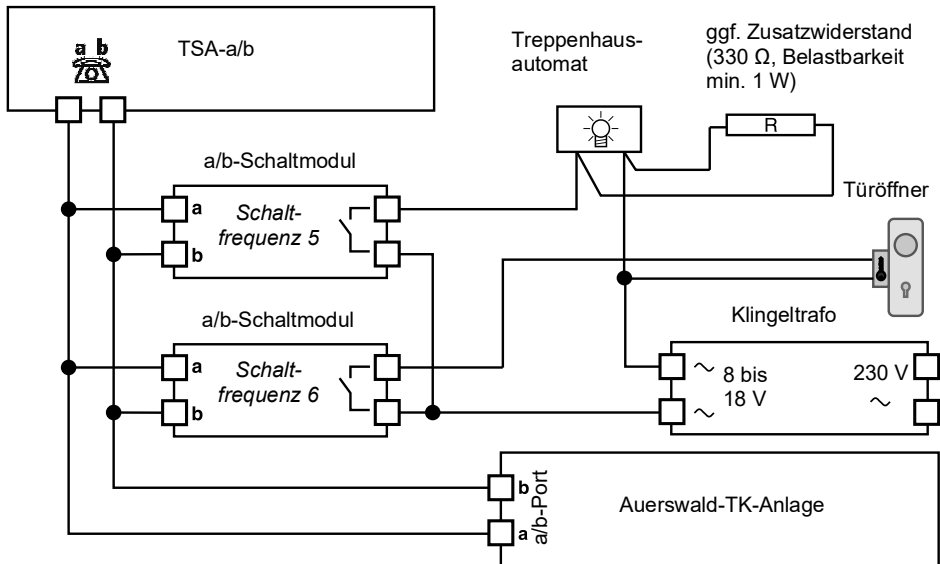 a b
TSA-a/b
Treppenhaus-
automat
ggf. Zusatzwiderstand
(330 Ω, Belastbarkeit
min. 1 W)
R
a/b-Schaltmodul
a
b
Schalt-
frequenz 5
Türöffner
a/b-Schaltmodul
a
b
Schalt-
frequenz 6
Klingeltrafo
~ 8 bis
18 V
~
230 V
~
b
a
a/b-Port
Auerswald-TK-Anlage